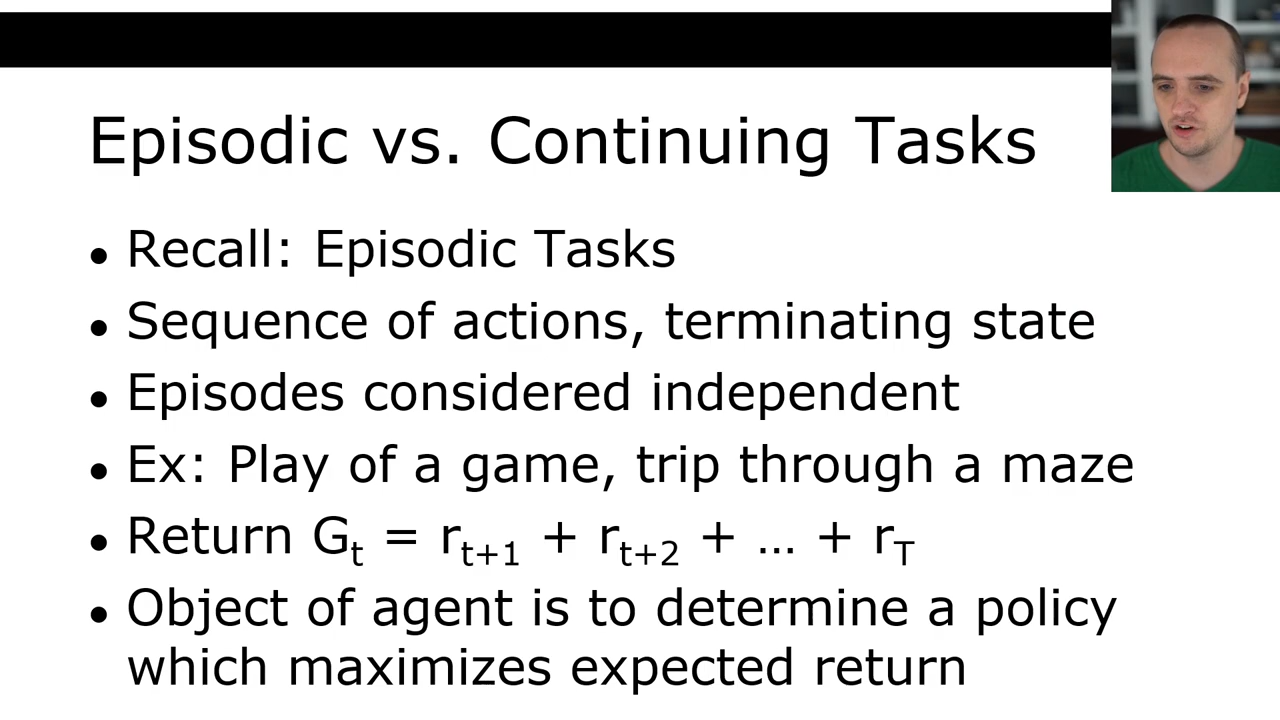 Episodic vs. Continuing Tasks
• Recall: Episodic Tasks
• Sequence of actions, terminating state
• Episodes considered independent
• Ex: Play of a game, trip through a maze
• Return Gₜ = rₜ₊₁ + rₜ₊₂ + … + r_T
• Object of agent is to determine a policy
which maximizes expected return